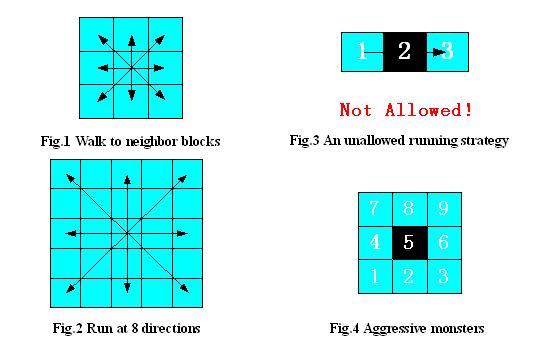 1 2 3
Not Allowed!
Fig.1 Walk to neighbor blocks
Fig.3 An unallowed running strategy
7 8 9
4 5 6
1 2 3
Fig.2 Run at 8 directions
Fig.4 Aggressive monsters